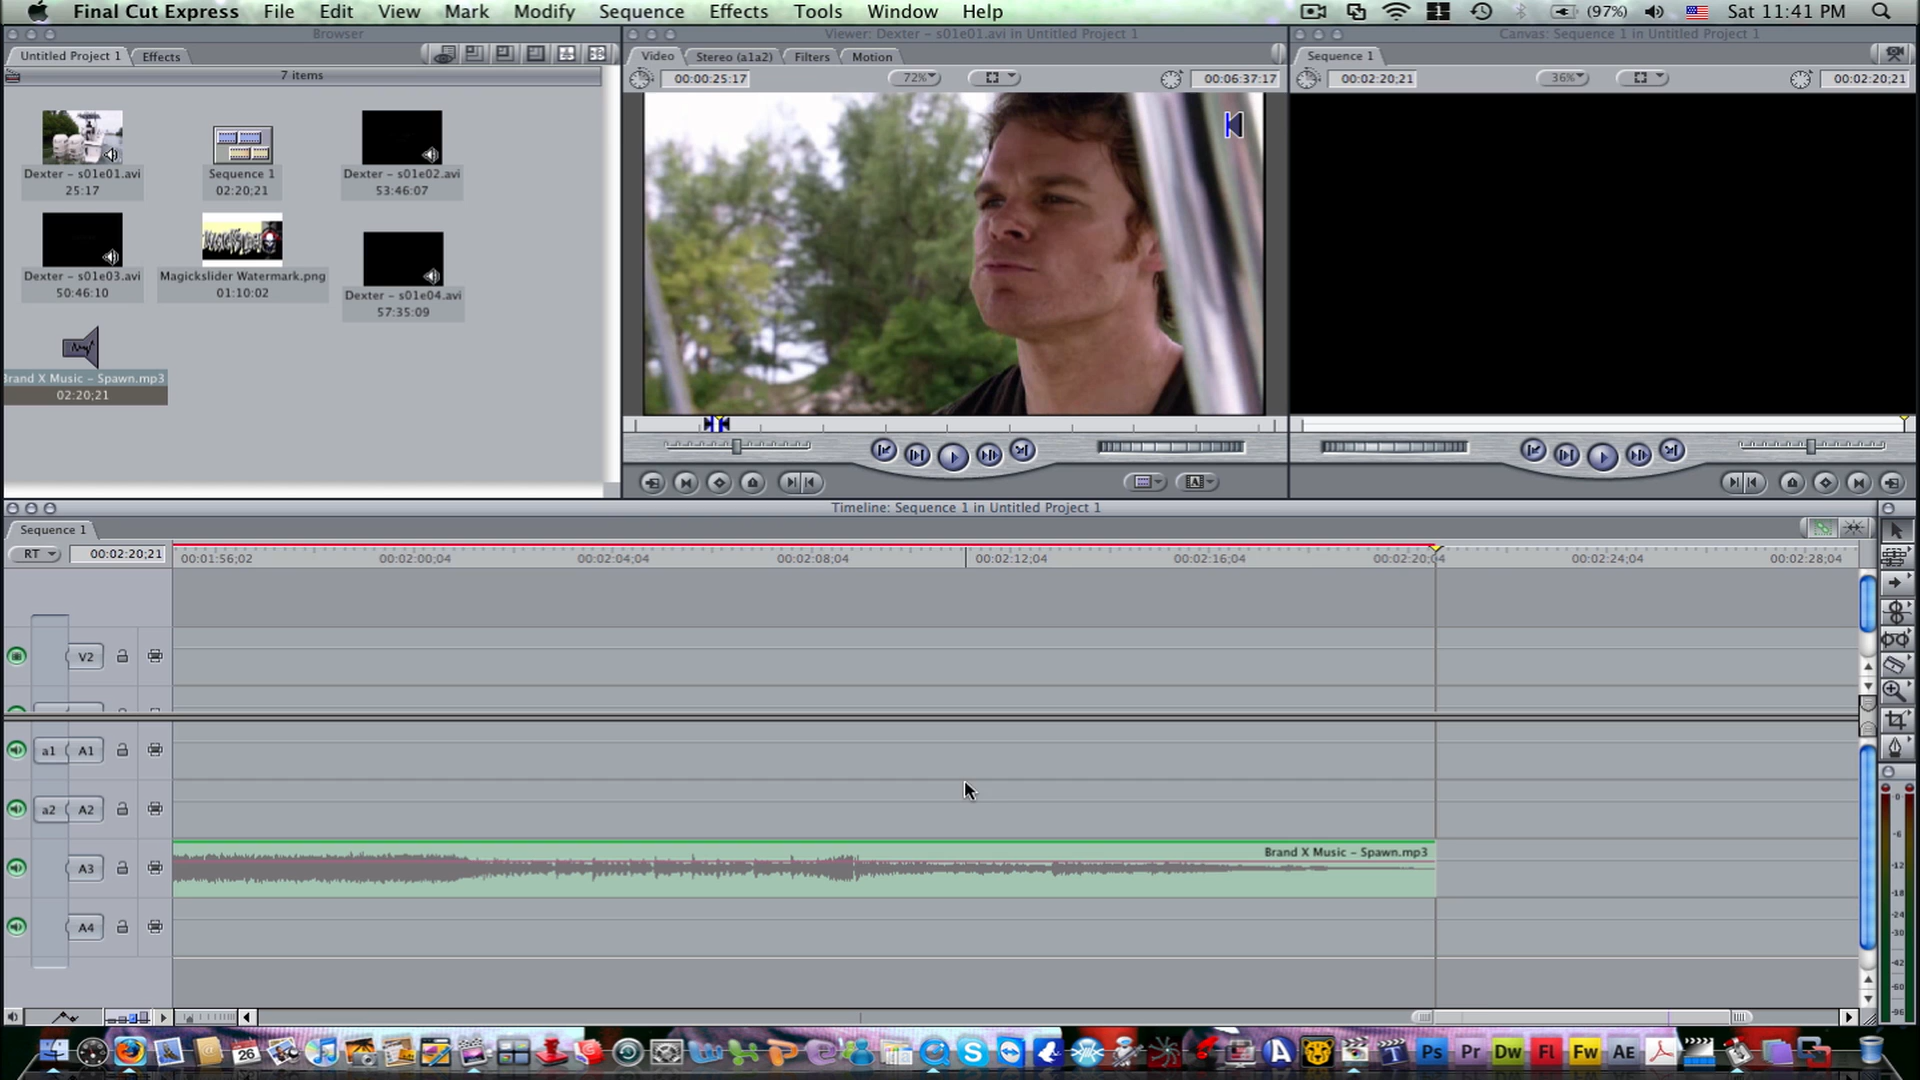 Final Cut Express File Edit View Mark Modify Sequence Effects Tools Window Help (97%) Sat 11:41 PM
Browser
Viewer: Dexter – s01e01.avi in Untitled Project 1
Canvas: Sequence 1 in Untitled Project 1
Untitled Project 1 Effects
Video Stereo (a1a2) Filters Motion
Sequence 1
7 items
00:00:25:17 72% 00:06:37:17
00:02:20;21 36% 00:02:20;21
Dexter – s01e01.avi
25:17
Sequence 1
02:20;21
Dexter – s01e02.avi
53:46:07
Dexter – s01e03.avi
50:46:10
Magickslider Watermark.png
01:10:02
Dexter – s01e04.avi
57:35:09
Brand X Music – Spawn.mp3
02:20;21
Timeline: Sequence 1 in Untitled Project 1
Sequence 1
RT 00:02:20;21 00:01:56;02 00:02:00;04 00:02:04;04 00:02:08;04 00:02:12;04 00:02:16;04 00:02:20;04 00:02:24;04 00:02:28;04
V2
a1 A1
a2 A2
A3
Brand X Music – Spawn.mp3
A4
-0
-6
-12
-18
-24
-30
-42
-60
-96
26 Ps Pr Dw Fl Fw AE